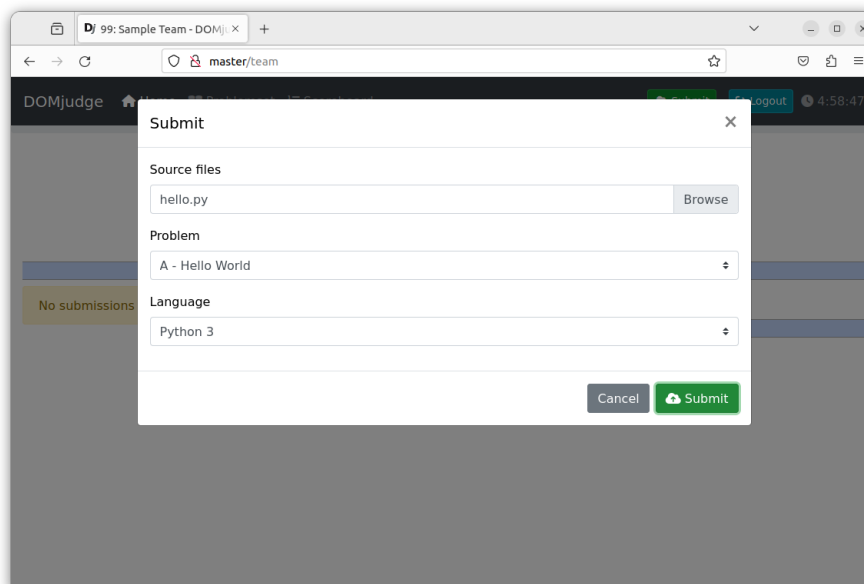 Dj 99: Sample Team - DOMj
master/team
DOMjudge
Logout 4:58:47
Submit
Source files
hello.py Browse
Problem
A - Hello World
Language
Python 3
No submissions
Cancel Submit